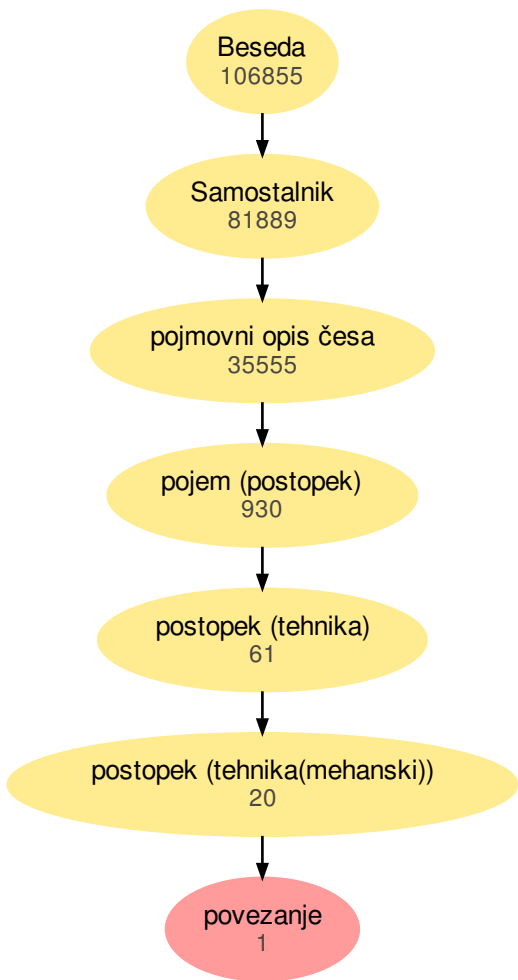 Beseda
106855
Samostalnik
81889
pojmovni opis česa
35555
pojem (postopek)
930
postopek (tehnika)
61
postopek (tehnika(mehanski))
20
povezanje
1